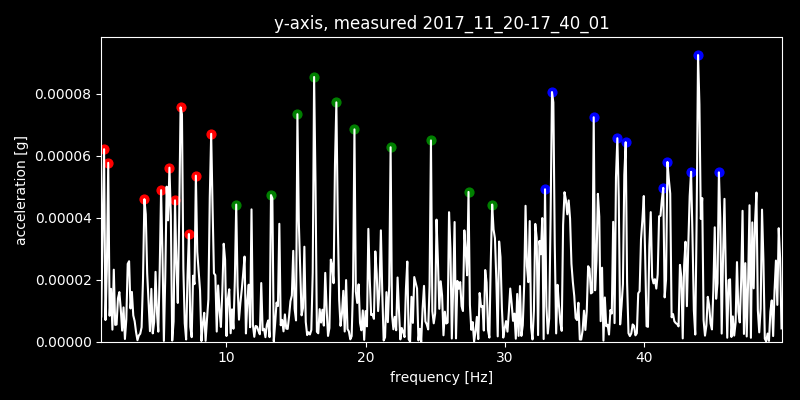 y-axis, measured 2017_11_20-17_40_01
0.00008
0.00006
0.00004
0.00002
0.00000
acceleration [g]
10 20 30 40
frequency [Hz]